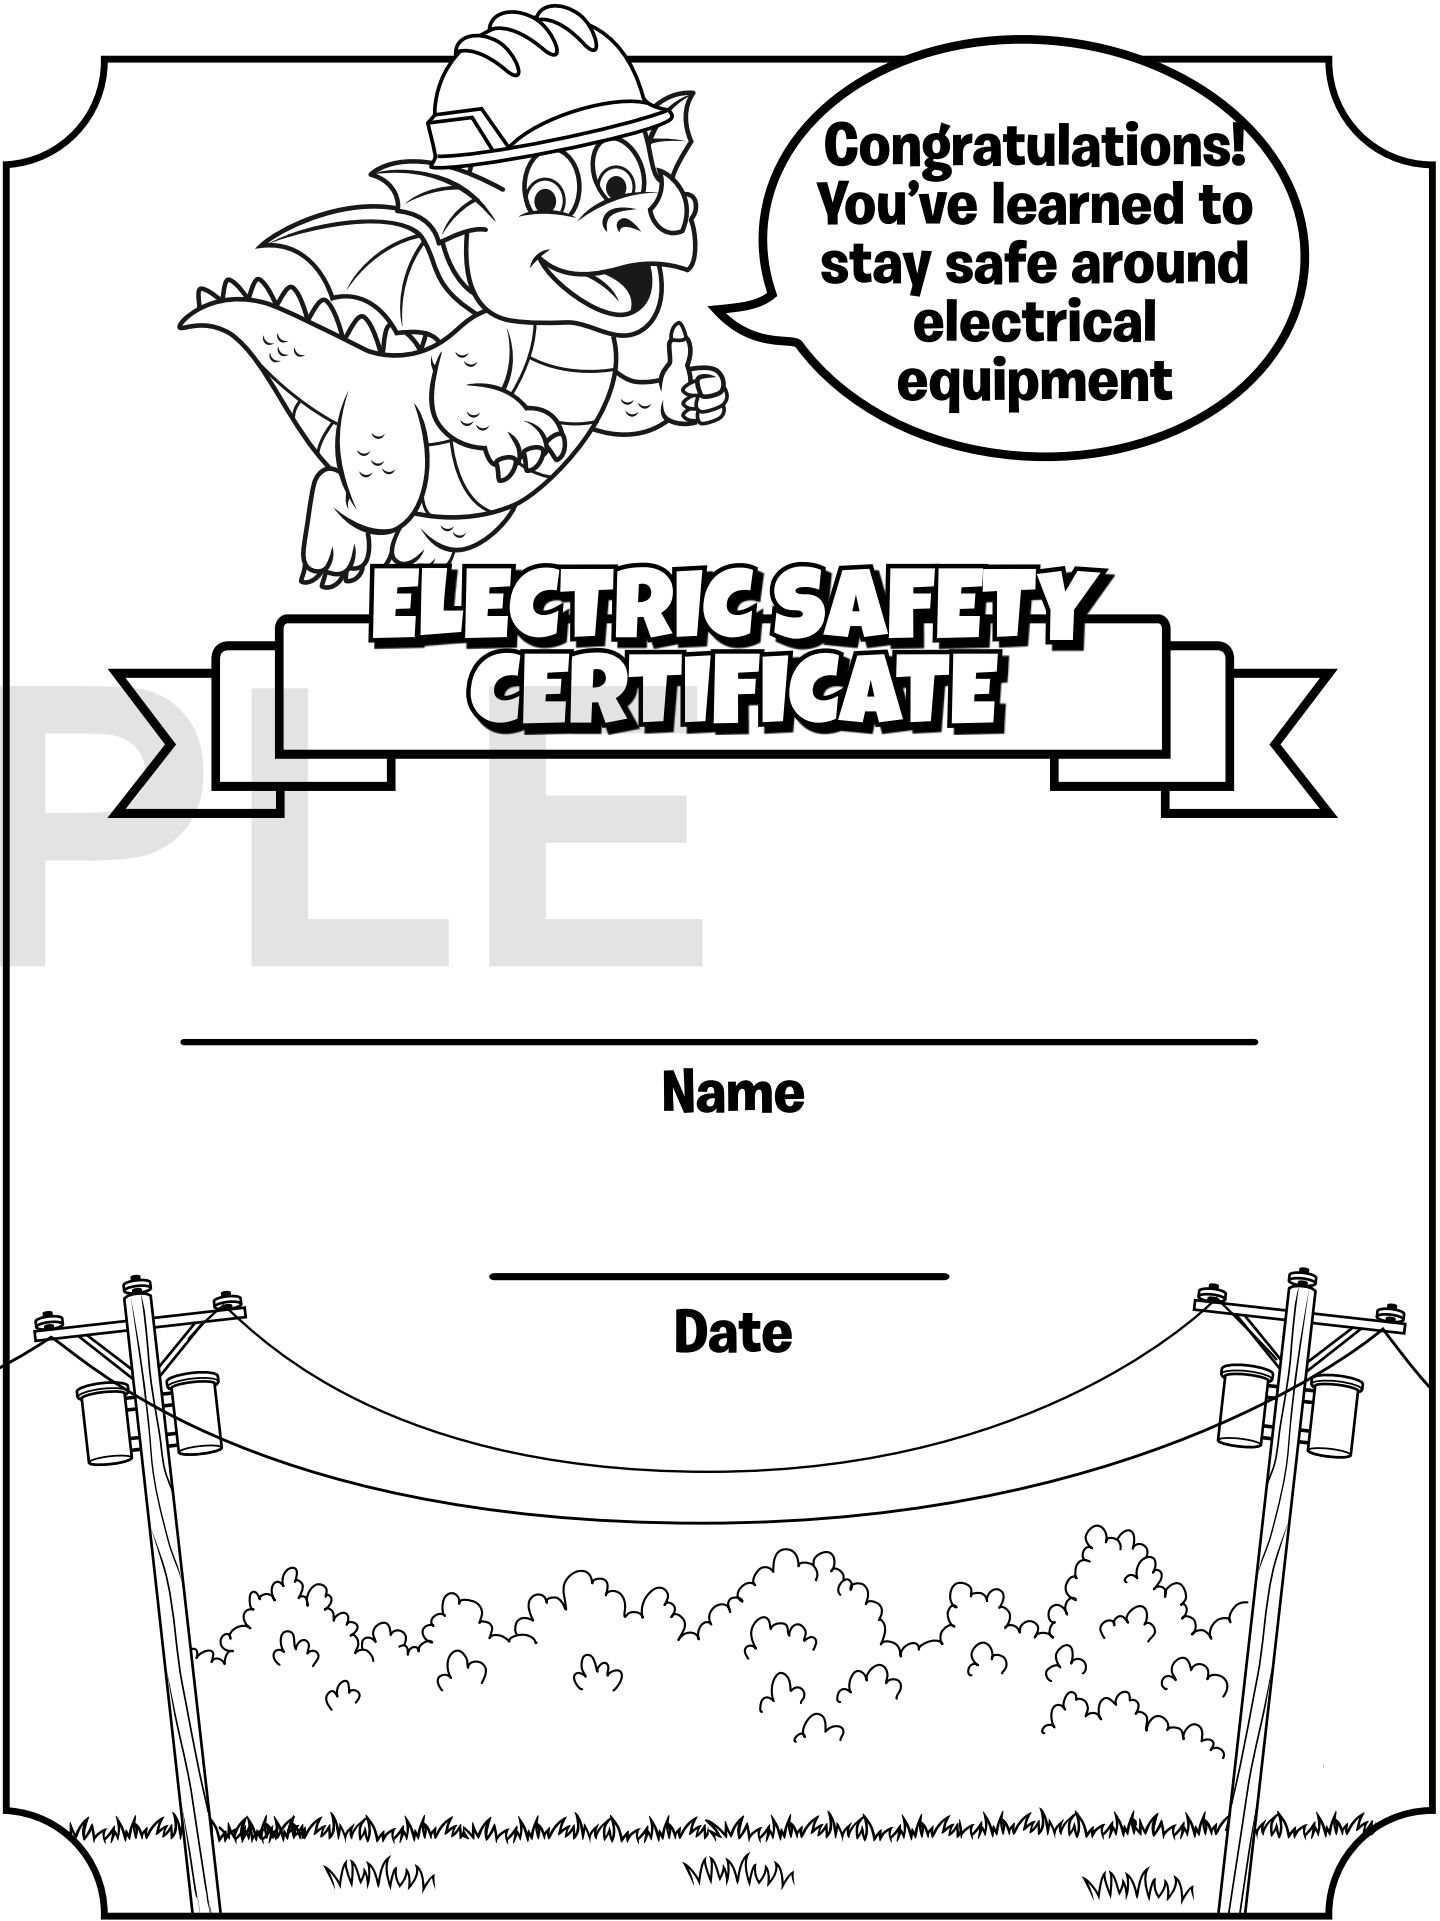 Congratulations!
You’ve learned to
stay safe around
electrical
equipment
ELECTRIC SAFETY
CERTIFICATE
PLE
Name
Date